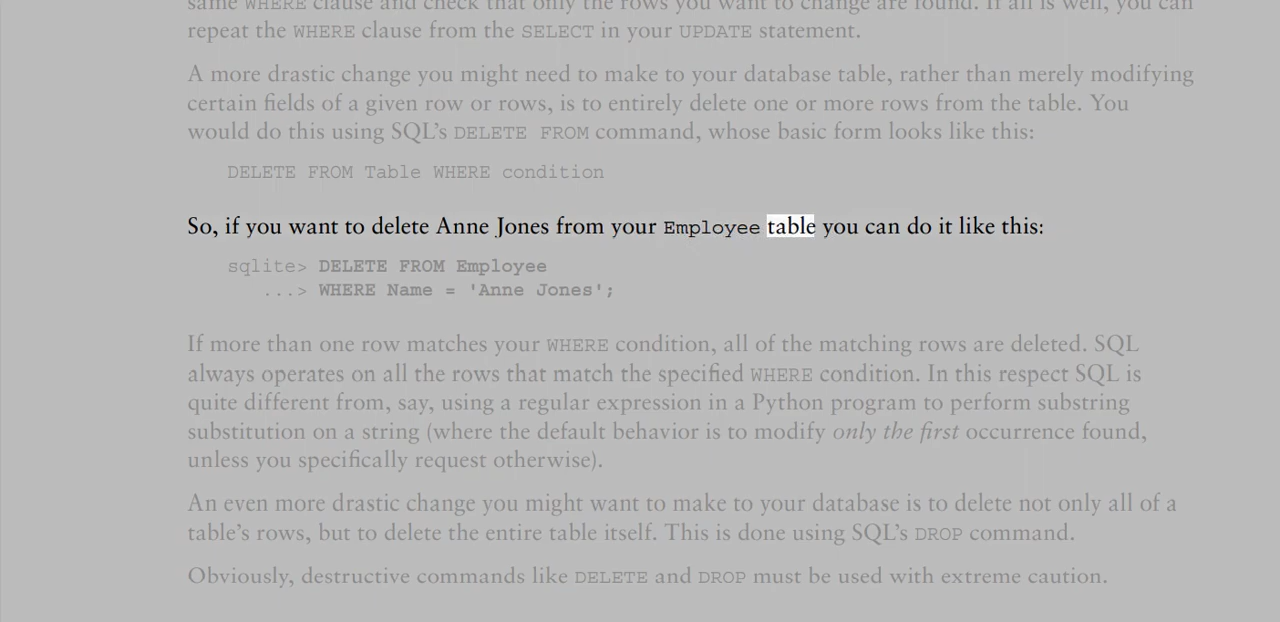 same WHERE clause and check that only the rows you want to change are found. If all is well, you can
repeat the WHERE clause from the SELECT in your UPDATE statement.
A more drastic change you might need to make to your database table, rather than merely modifying
certain fields of a given row or rows, is to entirely delete one or more rows from the table. You
would do this using SQL’s DELETE FROM command, whose basic form looks like this:
DELETE FROM Table WHERE condition
So, if you want to delete Anne Jones from your Employee table you can do it like this:
sqlite> DELETE FROM Employee
...> WHERE Name = 'Anne Jones';
If more than one row matches your WHERE condition, all of the matching rows are deleted. SQL
always operates on all the rows that match the specified WHERE condition. In this respect SQL is
quite different from, say, using a regular expression in a Python program to perform substring
substitution on a string (where the default behavior is to modify only the first occurrence found,
unless you specifically request otherwise).
An even more drastic change you might want to make to your database is to delete not only all of a
table’s rows, but to delete the entire table itself. This is done using SQL’s DROP command.
Obviously, destructive commands like DELETE and DROP must be used with extreme caution.